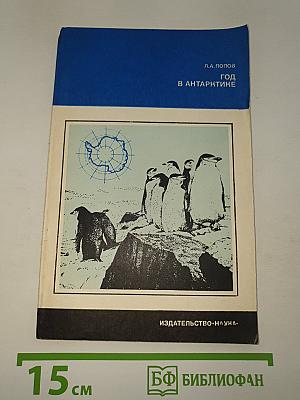 Л.А.ПОПОВ
ГОД
В АНТАРКТИКЕ
ИЗДАТЕЛЬСТВО·НАУКА·
15 см
БФ БИБЛИОФАН